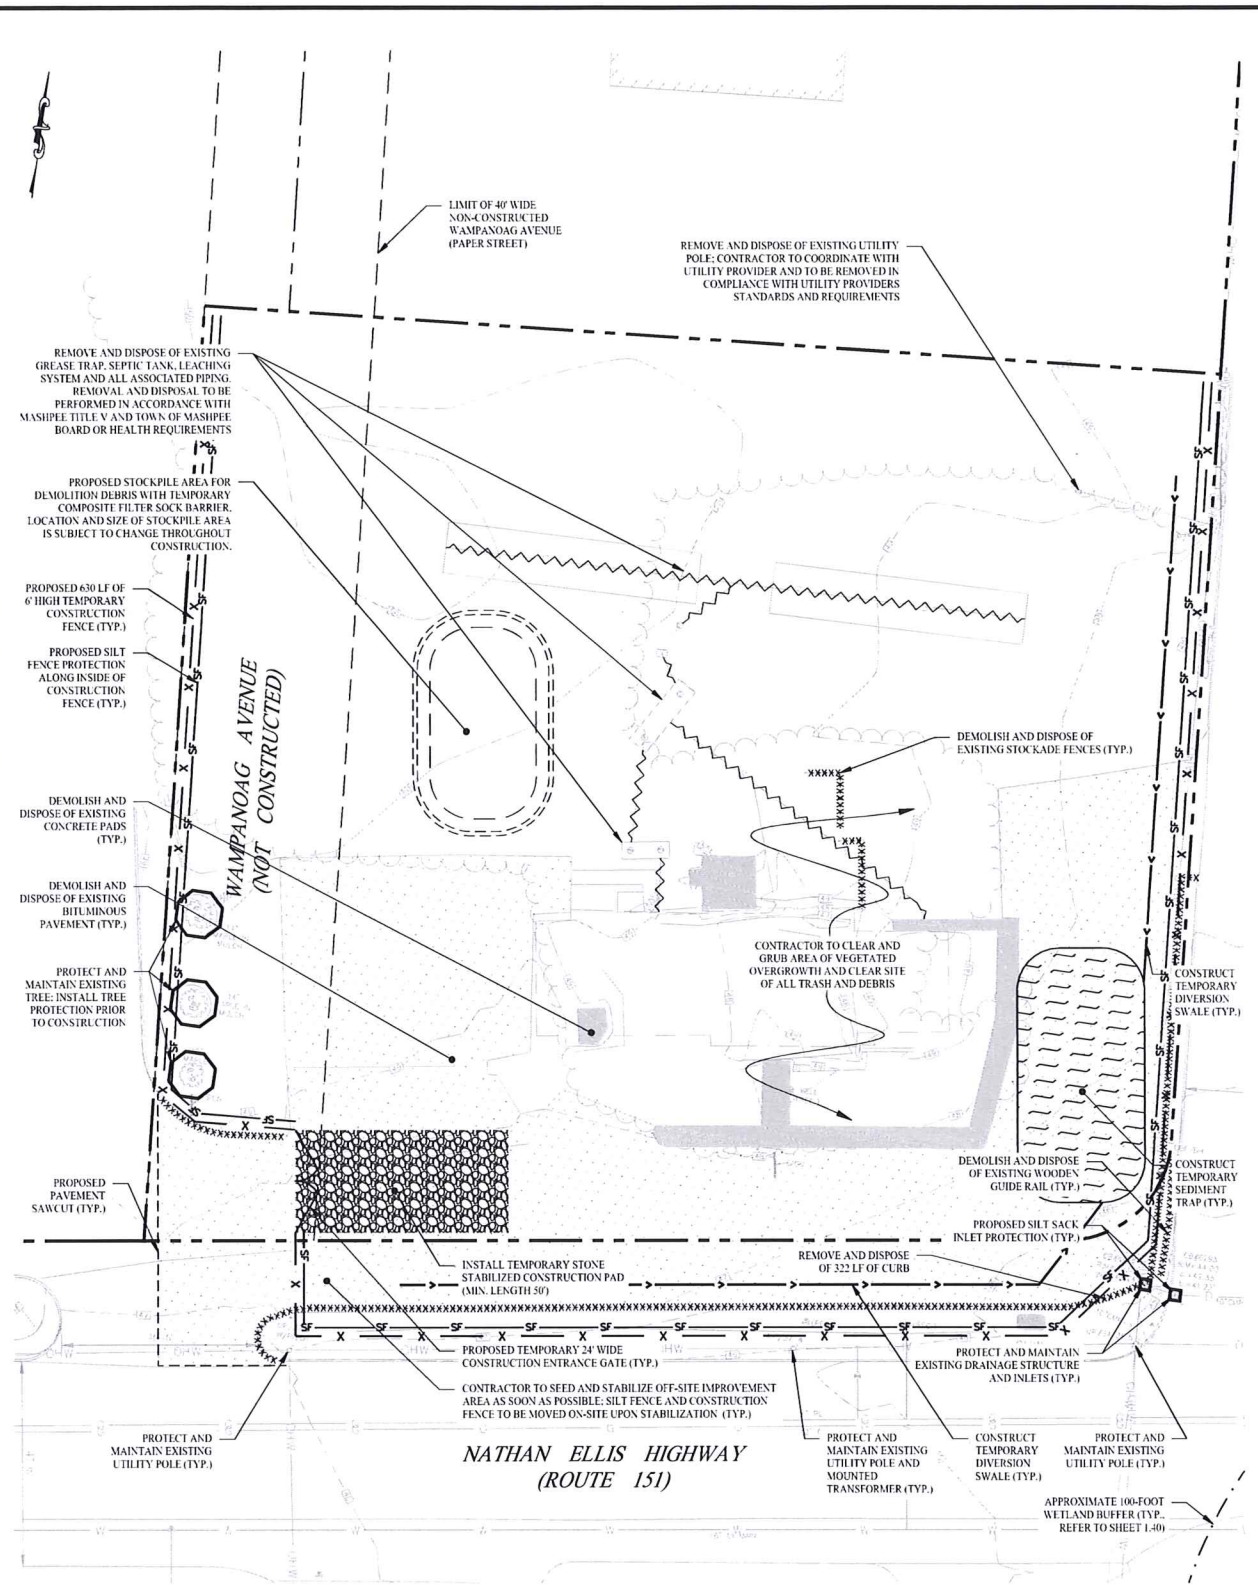 LIMIT OF 40' WIDE
NON-CONSTRUCTED
WAMPANOAG AVENUE
(PAPER STREET)
REMOVE AND DISPOSE OF EXISTING UTILITY
POLE; CONTRACTOR TO COORDINATE WITH
UTILITY PROVIDER AND TO BE REMOVED IN
COMPLIANCE WITH UTILITY PROVIDERS
STANDARDS AND REQUIREMENTS
REMOVE AND DISPOSE OF EXISTING
GREASE TRAP, SEPTIC TANK, LEACHING
SYSTEM AND ALL ASSOCIATED PIPING.
REMOVAL AND DISPOSAL TO BE
PERFORMED IN ACCORDANCE WITH
MASHPEE TITLE V AND TOWN OF MASHPEE
BOARD OR HEALTH REQUIREMENTS
PROPOSED STOCKPILE AREA FOR
DEMOLITION DEBRIS WITH TEMPORARY
COMPOSITE FILTER SOCK BARRIER.
LOCATION AND SIZE OF STOCKPILE AREA
IS SUBJECT TO CHANGE THROUGHOUT
CONSTRUCTION.
PROPOSED 630 LF OF
6' HIGH TEMPORARY
CONSTRUCTION
FENCE (TYP.)
PROPOSED SILT
FENCE PROTECTION
ALONG INSIDE OF
CONSTRUCTION
FENCE (TYP.)
WAMPANOAG AVENUE
(NOT CONSTRUCTED)
DEMOLISH AND DISPOSE OF
EXISTING STOCKADE FENCES (TYP.)
DEMOLISH AND
DISPOSE OF EXISTING
CONCRETE PADS
(TYP.)
DEMOLISH AND
DISPOSE OF EXISTING
BITUMINOUS
PAVEMENT (TYP.)
CONTRACTOR TO CLEAR AND
GRUB AREA OF VEGETATED
OVERGROWTH AND CLEAR SITE
OF ALL TRASH AND DEBRIS
PROTECT AND
MAINTAIN EXISTING
TREE; INSTALL TREE
PROTECTION PRIOR
TO CONSTRUCTION
CONSTRUCT
TEMPORARY
DIVERSION
SWALE (TYP.)
DEMOLISH AND DISPOSE
OF EXISTING WOODEN
GUIDE RAIL (TYP.)
CONSTRUCT
TEMPORARY
SEDIMENT
TRAP (TYP.)
PROPOSED
PAVEMENT
SAWCUT (TYP.)
PROPOSED SILT SACK
INLET PROTECTION (TYP.)
REMOVE AND DISPOSE
OF 322 LF OF CURB
INSTALL TEMPORARY STONE
STABILIZED CONSTRUCTION PAD
(MIN. LENGTH 50')
PROPOSED TEMPORARY 24' WIDE
CONSTRUCTION ENTRANCE GATE (TYP.)
PROTECT AND MAINTAIN
EXISTING DRAINAGE STRUCTURE
AND INLETS (TYP.)
CONTRACTOR TO SEED AND STABILIZE OFF-SITE IMPROVEMENT
AREA AS SOON AS POSSIBLE; SILT FENCE AND CONSTRUCTION
FENCE TO BE MOVED ON-SITE UPON STABILIZATION (TYP.)
PROTECT AND
MAINTAIN EXISTING
UTILITY POLE (TYP.)
NATHAN ELLIS HIGHWAY
(ROUTE 151)
PROTECT AND
MAINTAIN EXISTING
UTILITY POLE AND
MOUNTED
TRANSFORMER (TYP.)
CONSTRUCT
TEMPORARY
DIVERSION
SWALE (TYP.)
PROTECT AND
MAINTAIN EXISTING
UTILITY POLE (TYP.)
APPROXIMATE 100-FOOT
WETLAND BUFFER (TYP.,
REFER TO SHEET 1.40)